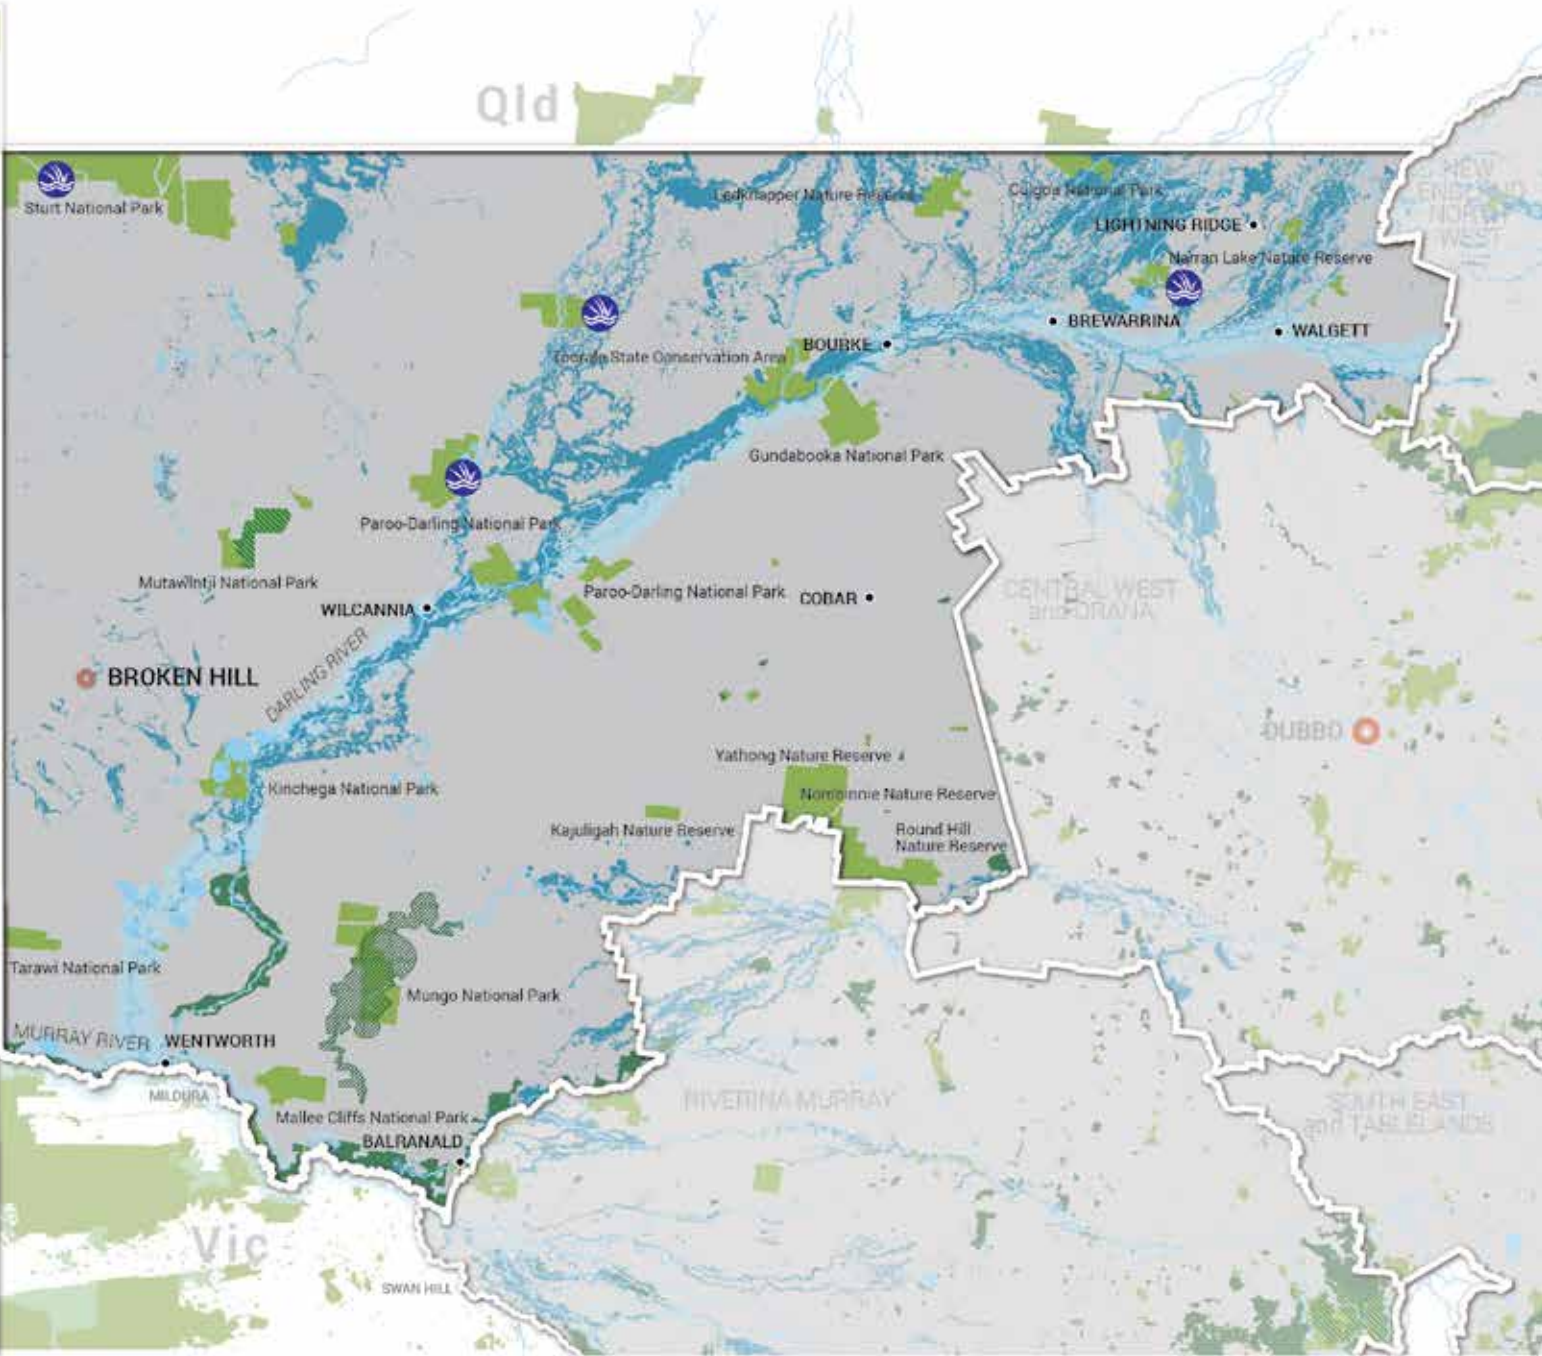 Qld
Sturt National Park
Ledknapper Nature Reserve
Culgoa National Park
NEW
ENGLAND
NORTH
WEST
LIGHTNING RIDGE
Narran Lake Nature Reserve
BREWARRINA
WALGETT
BOURKE
Toorale State Conservation Area
Gundabooka National Park
Paroo-Darling National Park
Mutawintji National Park
Paroo-Darling National Park
COBAR
CENTRAL WEST
and ORANA
WILCANNIA
DARLING RIVER
BROKEN HILL
DUBBO
Yathong Nature Reserve
Kinchega National Park
Nombinnie Nature Reserve
Kajuligah Nature Reserve
Round Hill
Nature Reserve
Tarawi National Park
Mungo National Park
MURRAY RIVER
WENTWORTH
MILDURA
RIVERINA MURRAY
SOUTH EAST
and TABLELANDS
Mallee Cliffs National Park
BALRANALD
Vic
SWAN HILL